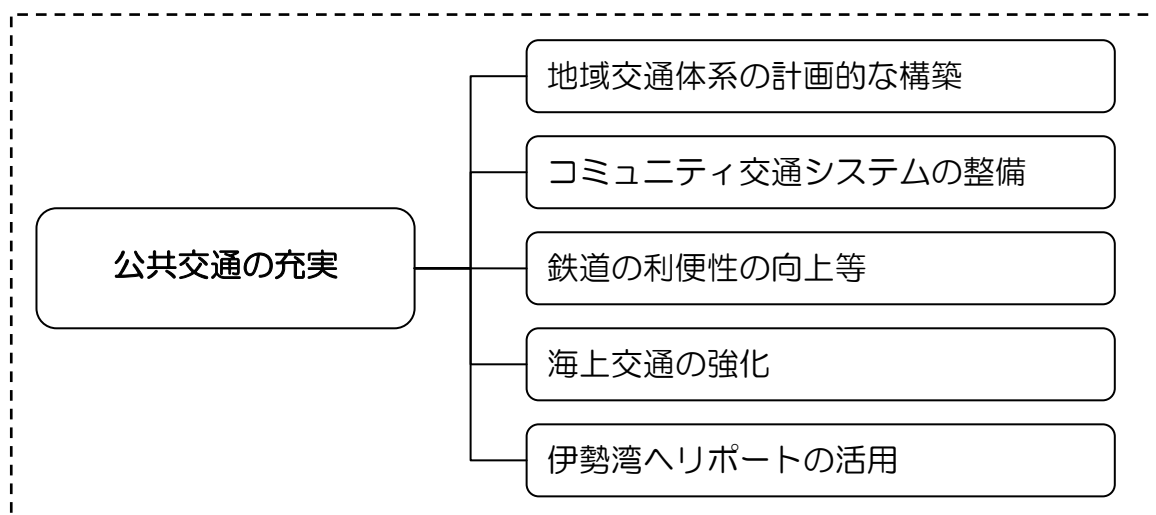 公共交通の充実
地域交通体系の計画的な構築
コミュニティ交通システムの整備
鉄道の利便性の向上等
海上交通の強化
伊勢湾ヘリポートの活用